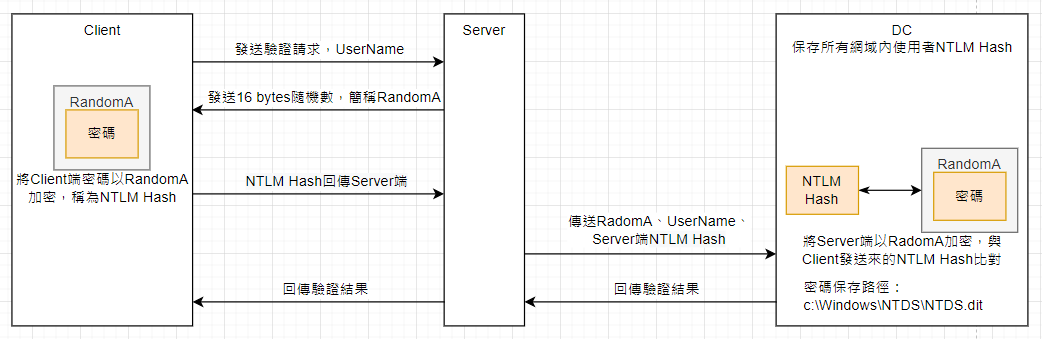 Client
Server
DC
保存所有網域內使用者NTLM Hash
發送驗證請求，UserName
發送16 bytes隨機數，簡稱RandomA
RandomA
密碼
將Client端密碼以RandomA
加密，稱為NTLM Hash
NTLM Hash回傳Server端
傳送RadomA、UserName、
Server端NTLM Hash
NTLM
Hash
RandomA
密碼
將Server端以RadomA加密，與
Client發送來的NTLM Hash比對
回傳驗證結果
回傳驗證結果
密碼保存路徑：
c:\Windows\NTDS\NTDS.dit